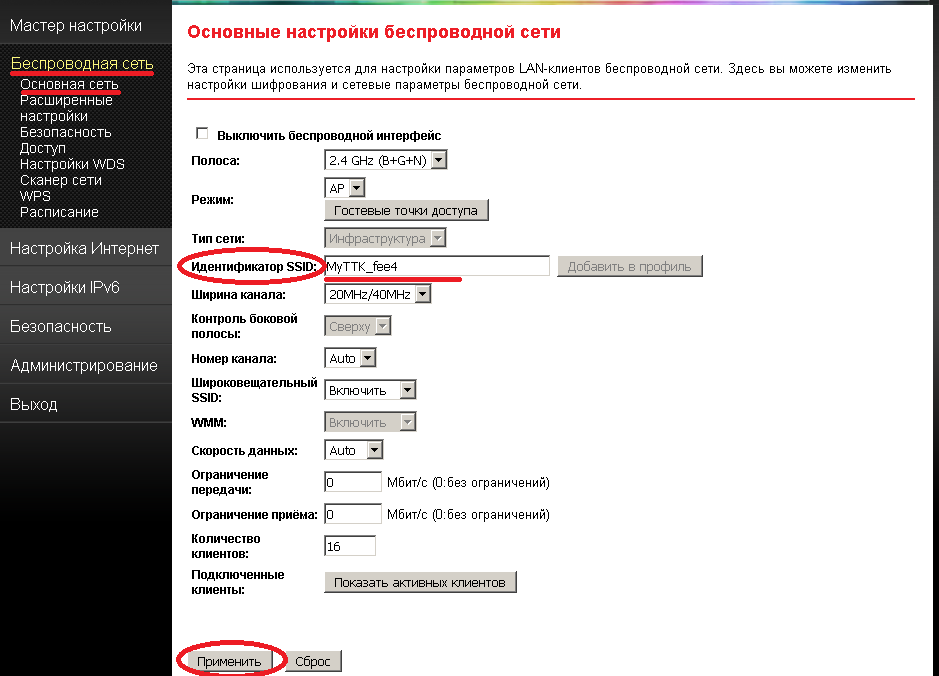 Мастер настройки
Беспроводная сеть
Основная сеть
Расширенные
настройки
Безопасность
Доступ
Настройки WDS
Сканер сети
WPS
Расписание
Настройка Интернет
Настройки IPv6
Безопасность
Администрирование
Выход
Основные настройки беспроводной сети
Эта страница используется для настройки параметров LAN-клиентов беспроводной сети. Здесь вы можете изменить
настройки шифрования и сетевые параметры беспроводной сети.
Выключить беспроводной интерфейс
Полоса: 2.4 GHz (B+G+N)
Режим: AP
Гостевые точки доступа
Тип сети: Инфраструктура
Идентификатор SSID: MyTTK_fee4 Добавить в профиль
Ширина канала: 20MHz/40MHz
Контроль боковой
полосы: Сверху
Номер канала: Auto
Широковещательный
SSID: Включить
WMM: Включить
Скорость данных: Auto
Ограничение
передачи: 0 Мбит/с (0:без ограничений)
Ограничение приёма: 0 Мбит/с (0:без ограничений)
Количество
клиентов: 16
Подключенные
клиенты: Показать активных клиентов
Применить Сброс